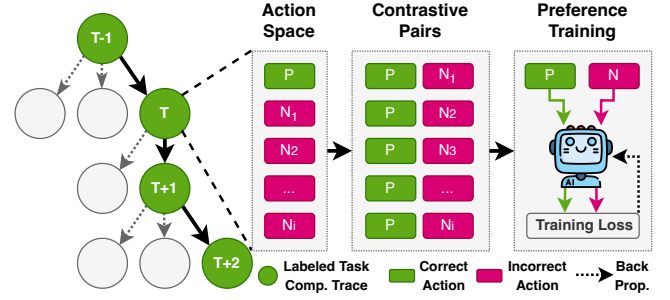 Action
Space
Contrastive
Pairs
Preference
Training
T-1
T
T+1
T+2
P
N1
N2
...
Ni
P N1
P N2
P N3
P ...
P Ni
P N
AI
Training Loss
Labeled Task
Comp. Trace
Correct
Action
Incorrect
Action
Back
Prop.